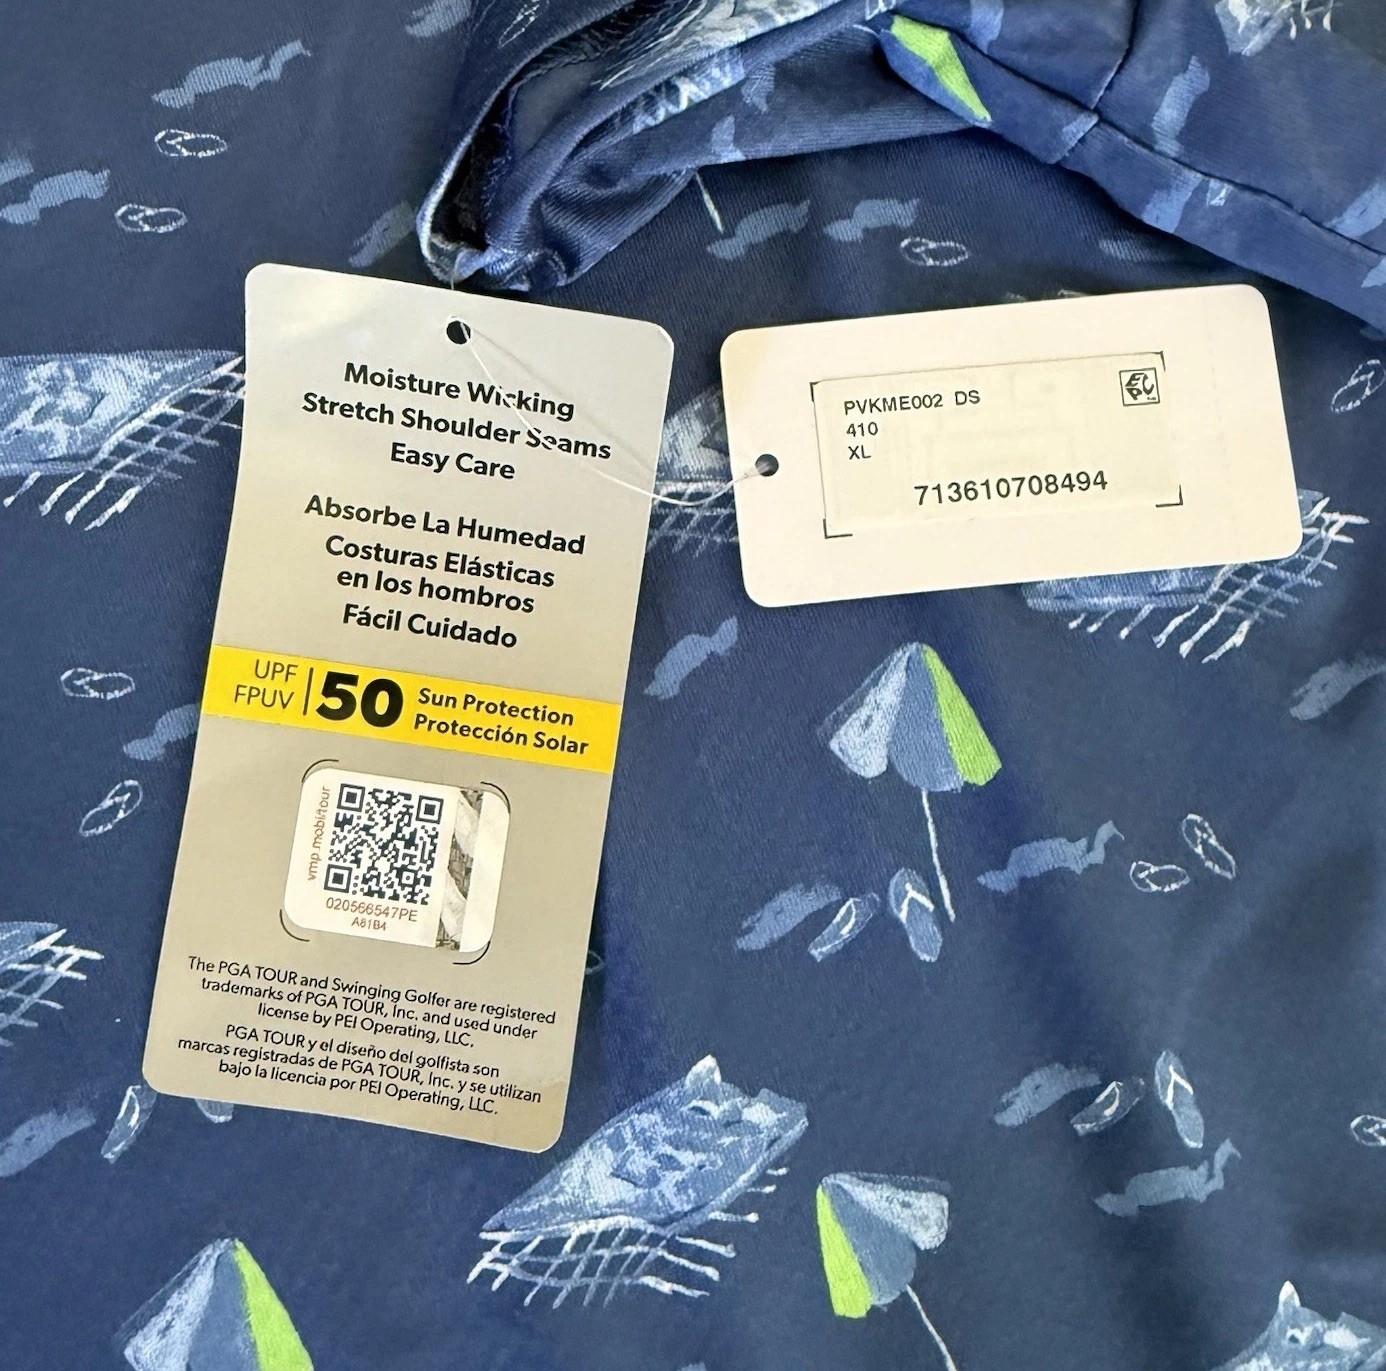 Moisture Wicking
Stretch Shoulder Seams
Easy Care
Absorbe La Humedad
Costuras Elásticas
en los hombros
Fácil Cuidado
UPF
FPUV
50
Sun Protection
Protección Solar
vmp.mobi/tour
020566547PE
A81B4
The PGA TOUR and Swinging Golfer are registered
trademarks of PGA TOUR, Inc. and used under
license by PEI Operating, LLC.
PGA TOUR y el diseño del golfista son
marcas registradas de PGA TOUR, Inc. y se utilizan
bajo la licencia por PEI Operating, LLC.
PVKME002 DS
410
XL
713610708494
EPC